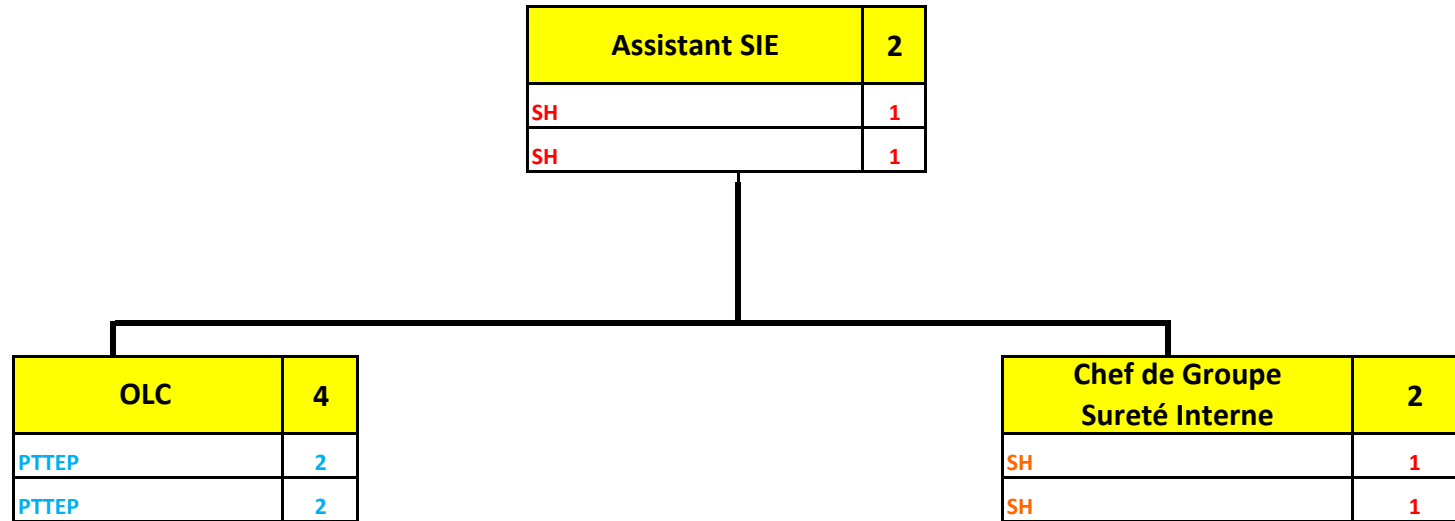 Assistant SIE 2
SH 1
SH 1
OLC 4
PTTEP 2
PTTEP 2
Chef de Groupe
Sureté Interne 2
SH 1
SH 1